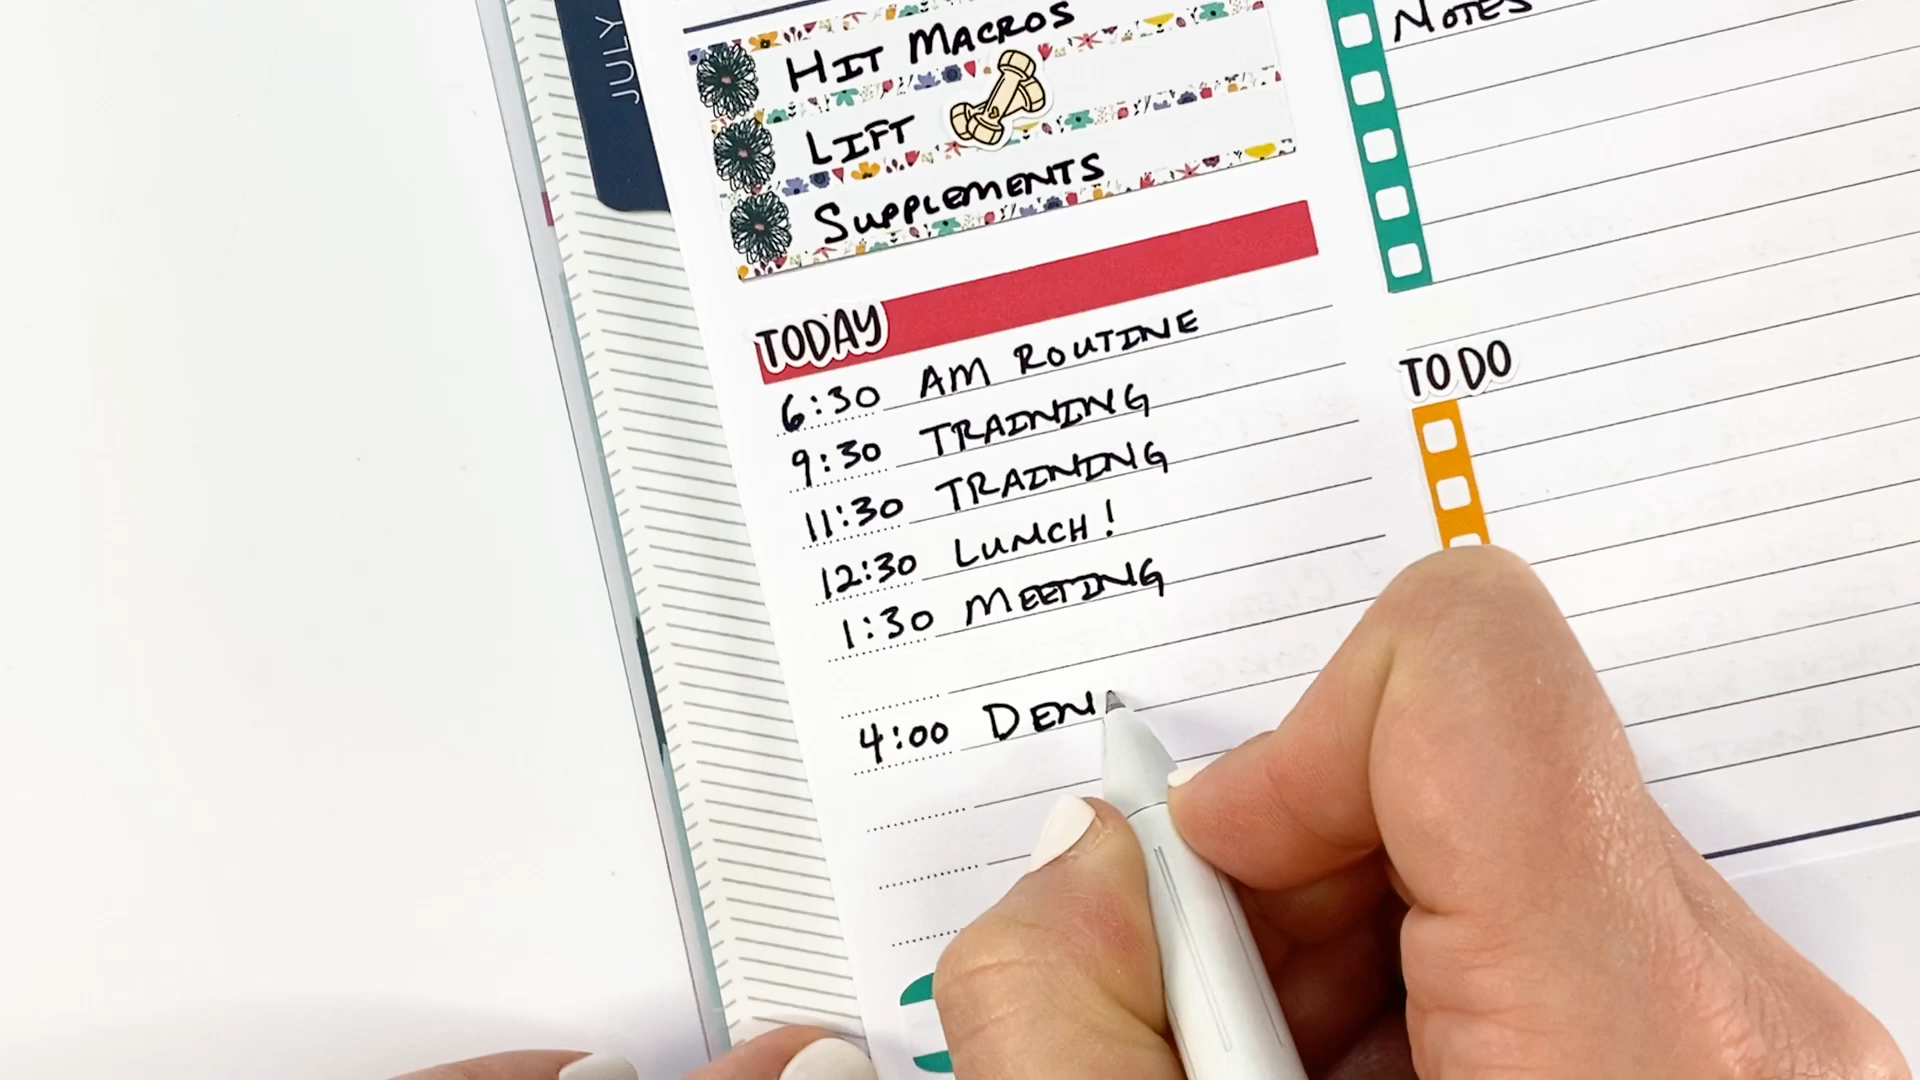 JULY
HIT MACROS
LIFT
SUPPLEMENTS
TODAY
6:30 AM ROUTINE
9:30 TRAINING
11:30 TRAINING
12:30 LUNCH!
1:30 MEETING
4:00 DEN
NOTES
TO DO